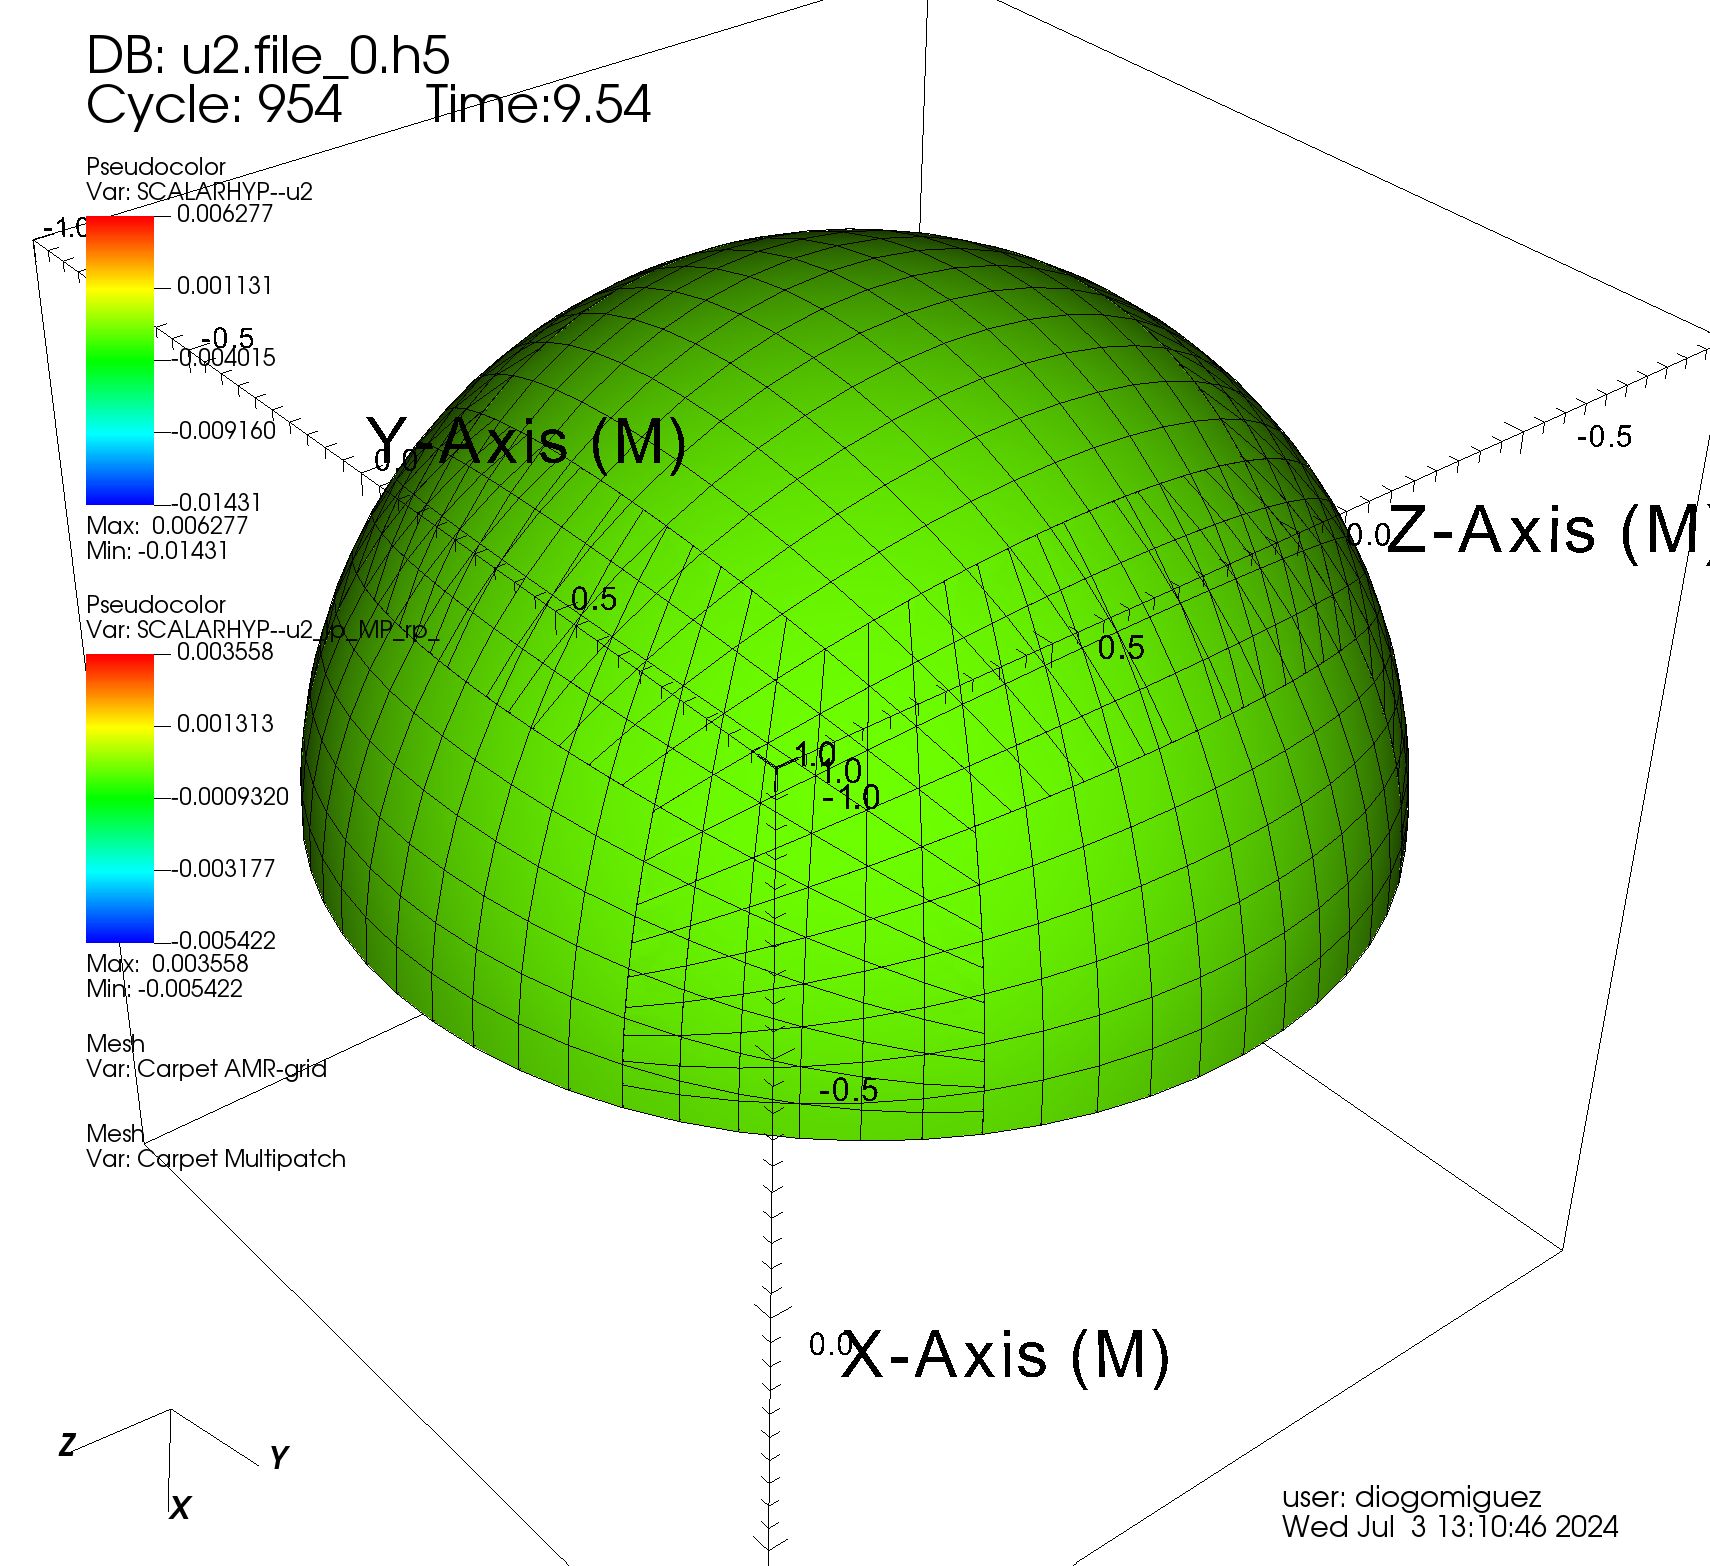 DB: u2.file_0.h5
Cycle: 954 Time:9.54
Pseudocolor
Var: SCALARHYP--u2
0.006277
0.001131
-0.004015
-0.009160
-0.01431
Max: 0.006277
Min: -0.01431
Pseudocolor
0.003558
0.001313
-0.0009320
-0.003177
-0.005422
Max: 0.003558
Min: -0.005422
Mesh
Var: Carpet AMR-grid
Mesh
Var: Carpet Multipatch
-1.0
-0.5
0.0
Y-Axis (M)
0.5
1.0
1.0
-1.0
0.5
0.0
Z-Axis (M)
-0.5
-0.5
0.0
X-Axis (M)
Z
Y
X
user: diogomiguez
Wed Jul 3 13:10:46 2024